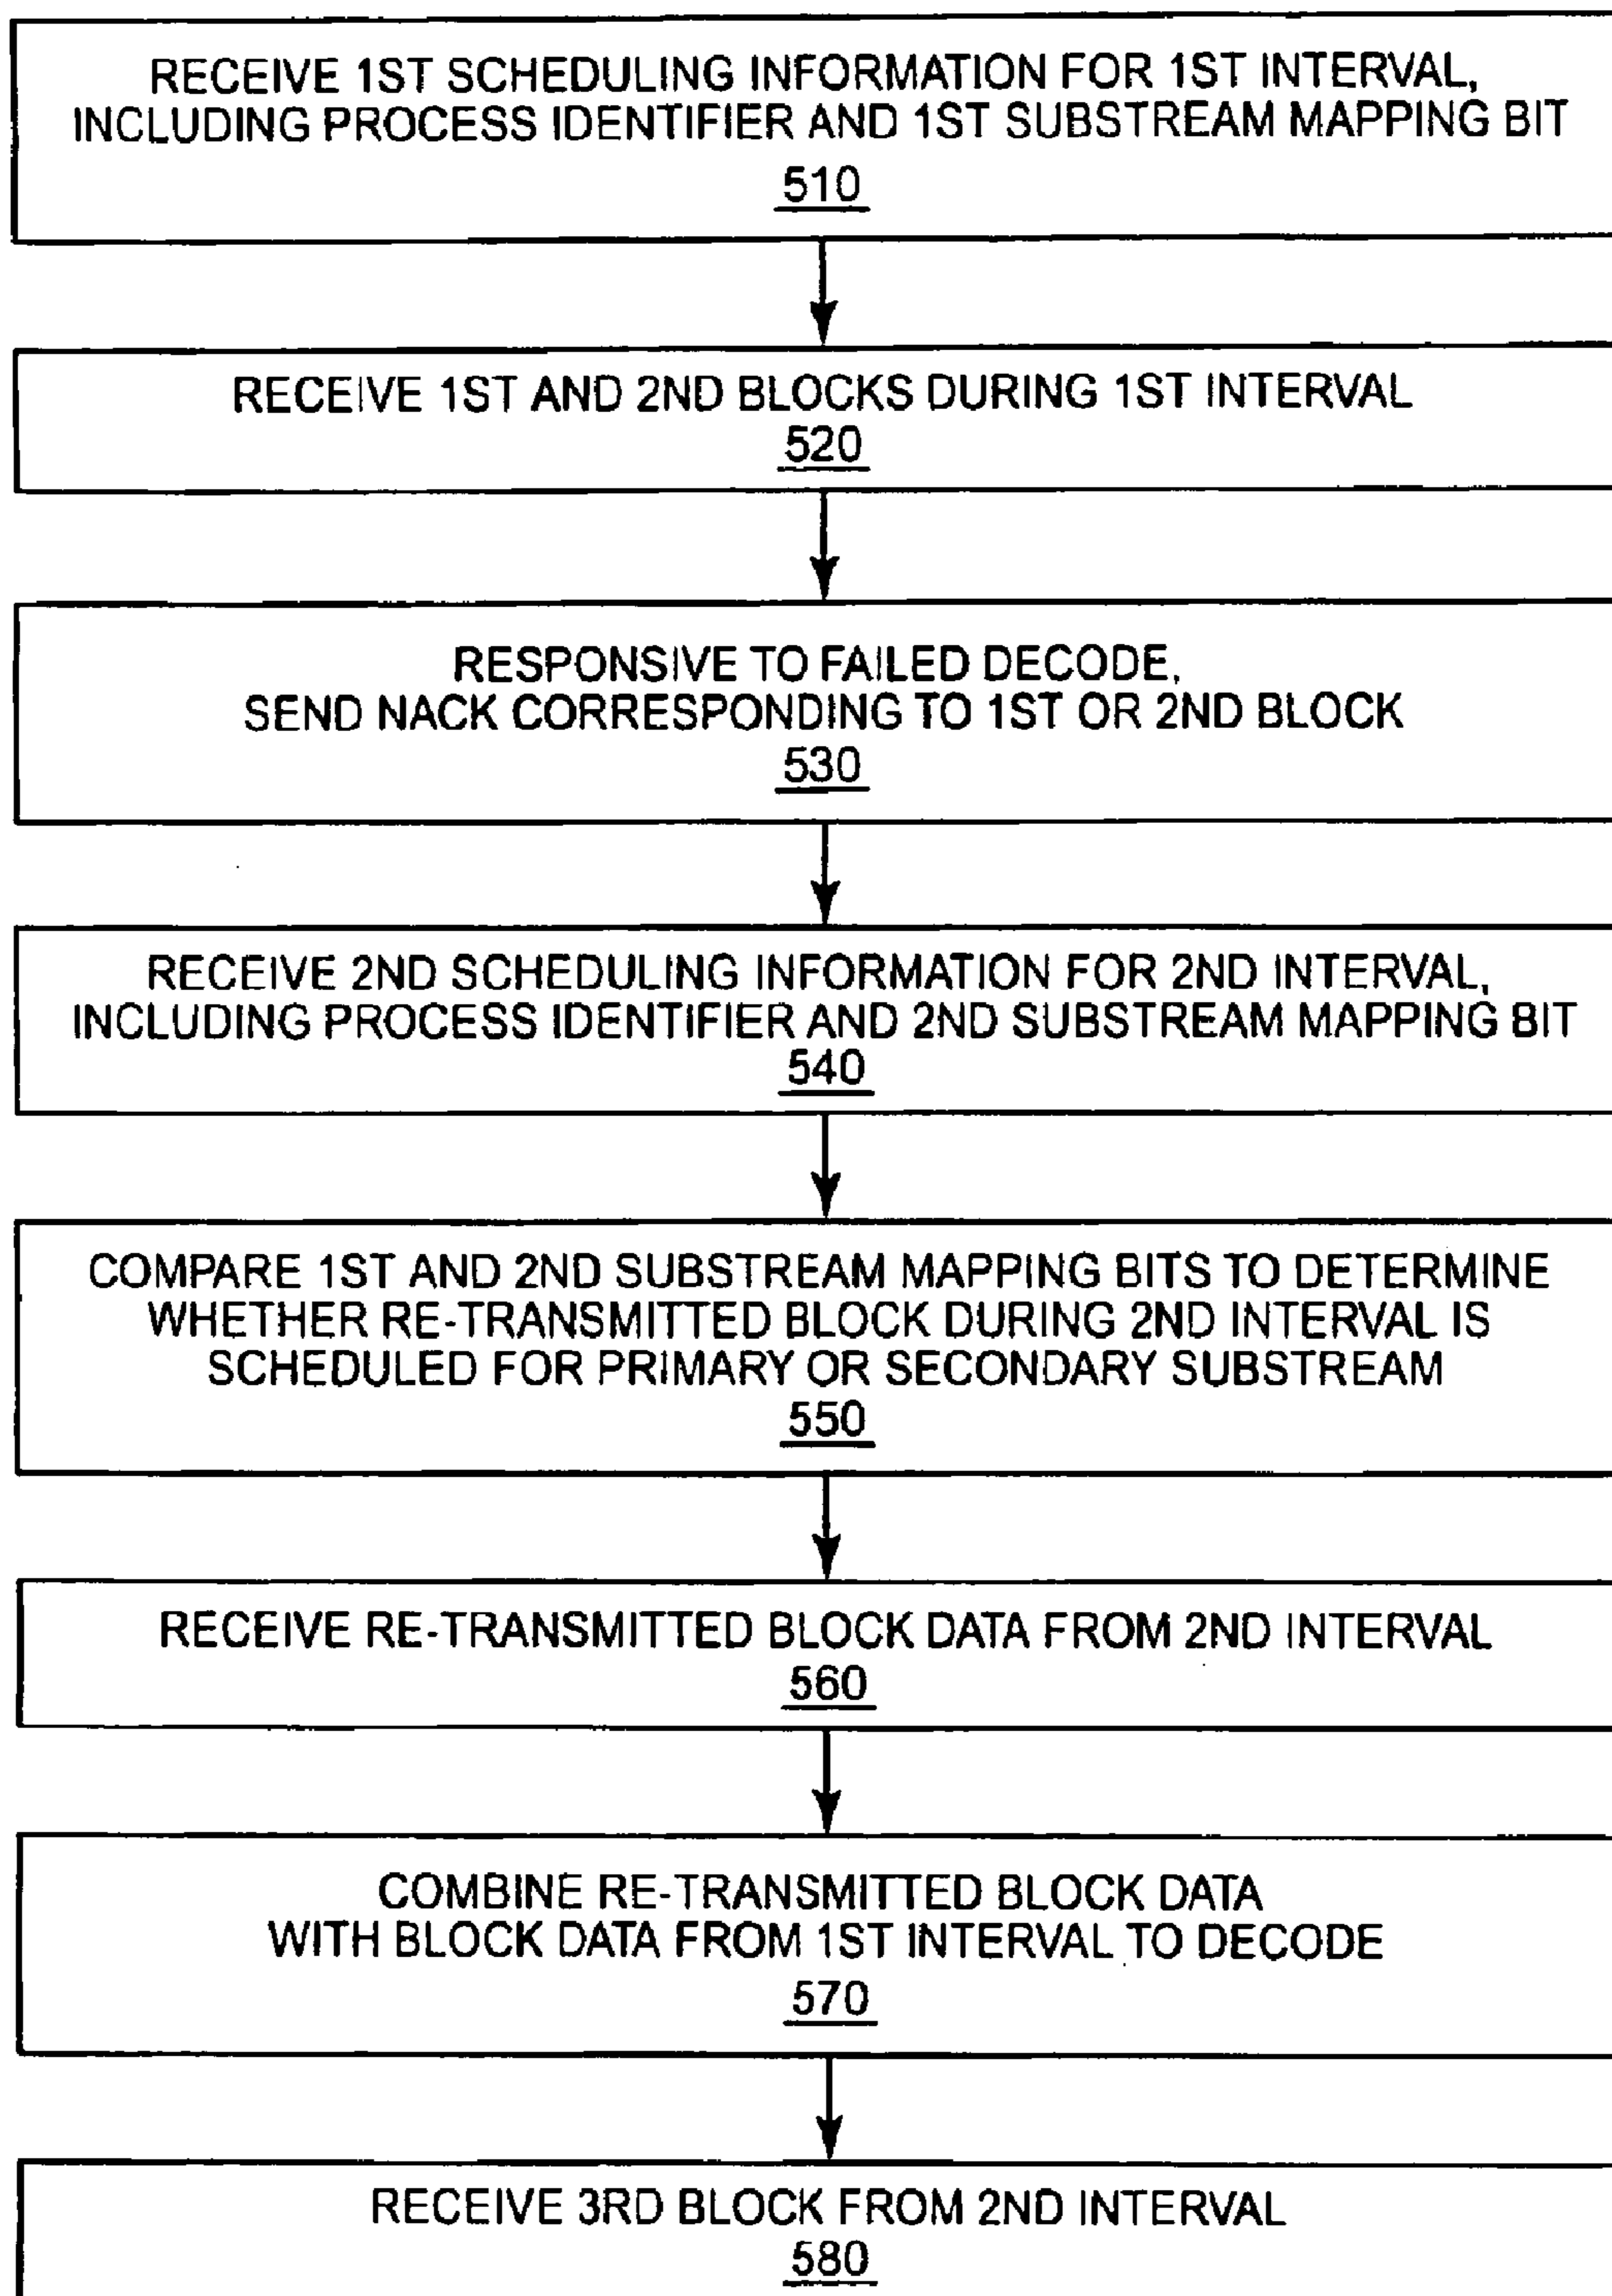 RECEIVE 1ST SCHEDULING INFORMATION FOR 1ST INTERVAL,
INCLUDING PROCESS IDENTIFIER AND 1ST SUBSTREAM MAPPING BIT
510
RECEIVE 1ST AND 2ND BLOCKS DURING 1ST INTERVAL
520
RESPONSIVE TO FAILED DECODE,
SEND NACK CORRESPONDING TO 1ST OR 2ND BLOCK
530
RECEIVE 2ND SCHEDULING INFORMATION FOR 2ND INTERVAL,
INCLUDING PROCESS IDENTIFIER AND 2ND SUBSTREAM MAPPING BIT
540
COMPARE 1ST AND 2ND SUBSTREAM MAPPING BITS TO DETERMINE
WHETHER RE-TRANSMITTED BLOCK DURING 2ND INTERVAL IS
SCHEDULED FOR PRIMARY OR SECONDARY SUBSTREAM
550
RECEIVE RE-TRANSMITTED BLOCK DATA FROM 2ND INTERVAL
560
COMBINE RE-TRANSMITTED BLOCK DATA
WITH BLOCK DATA FROM 1ST INTERVAL TO DECODE
570
RECEIVE 3RD BLOCK FROM 2ND INTERVAL
580